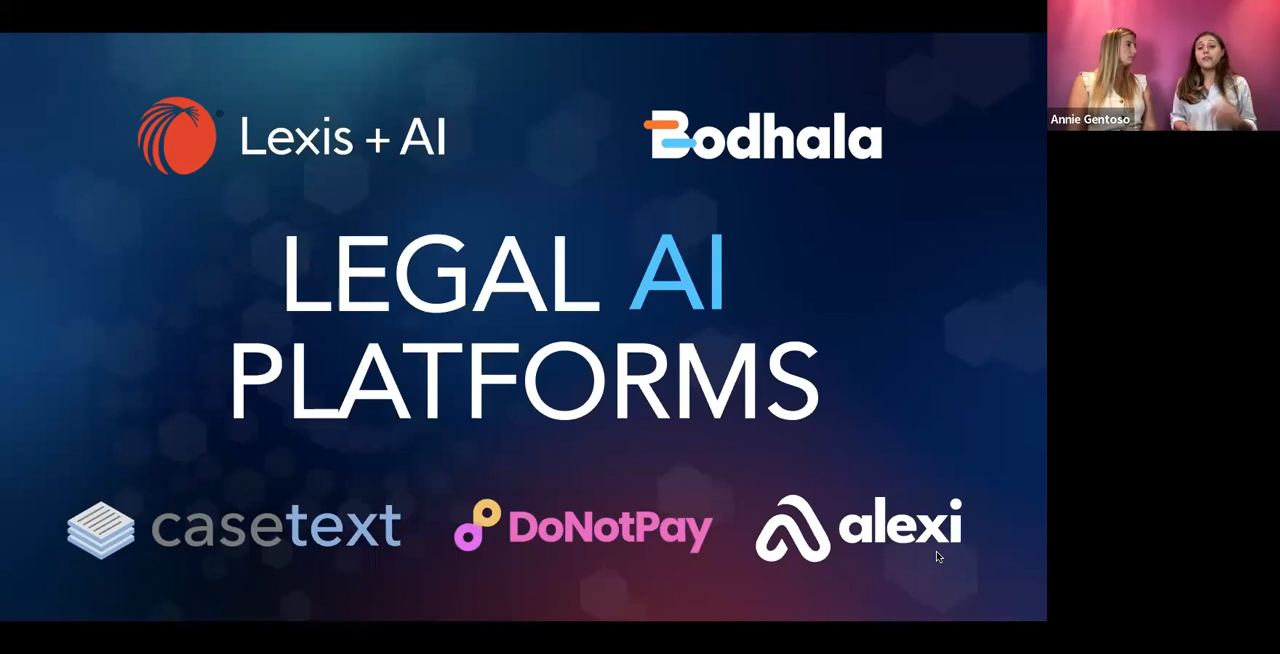 Lexis + AI
Bodhala
LEGAL AI
PLATFORMS
casetext
DoNotPay
alexi
Annie Gentoso